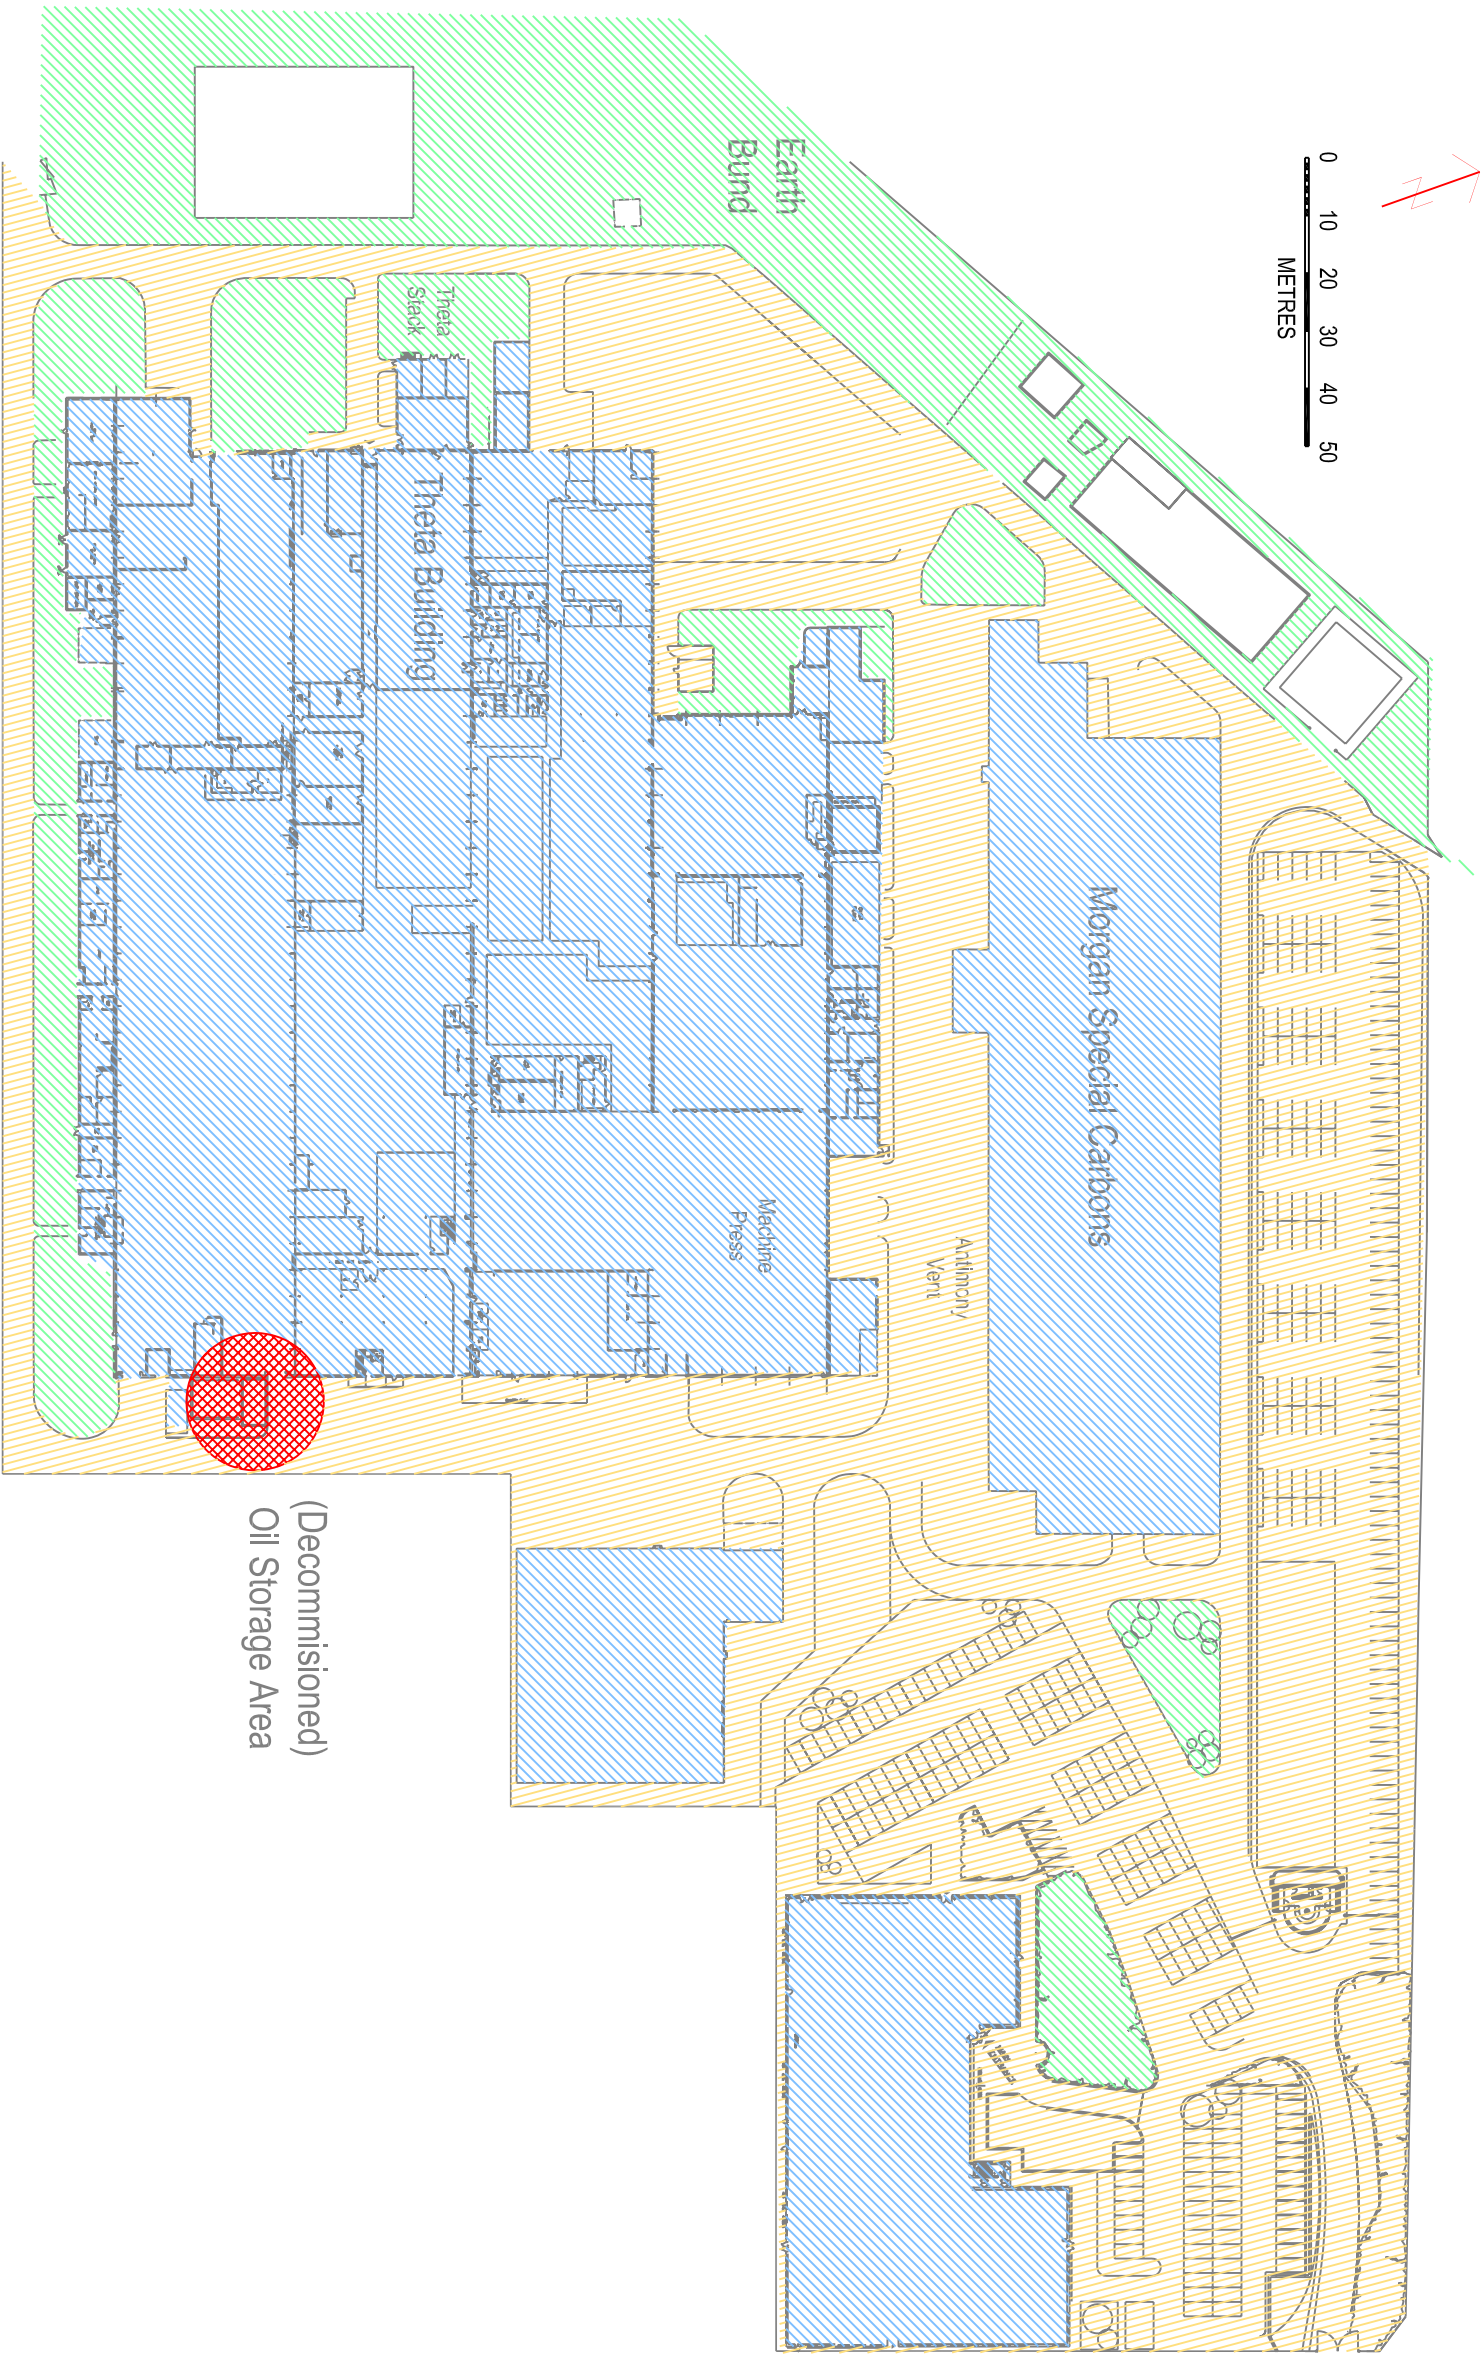 0 10 20 30 40 50
METRES
N
Earth
Bund
Theta
Stack
Theta Building
Morgan Special Carbons
Antimony
Vent
Machine
Press
(Decommisioned)
Oil Storage Area